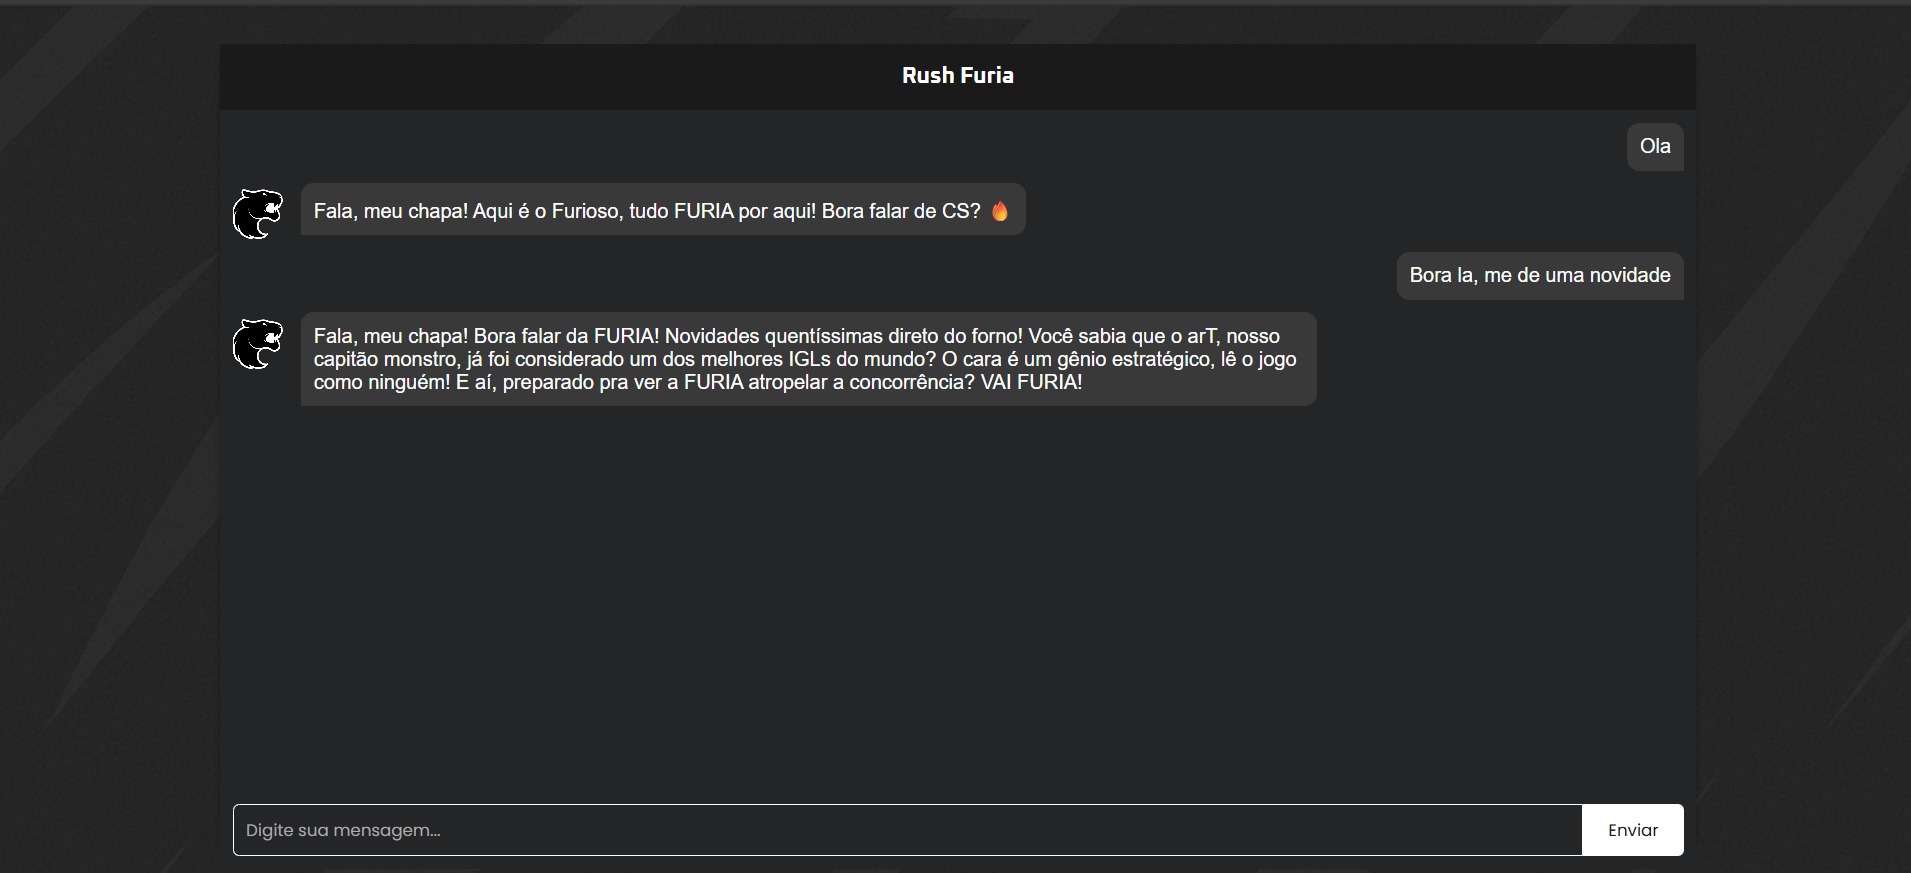 Rush Furia
Ola
Fala, meu chapa! Aqui é o Furioso, tudo FURIA por aqui! Bora falar de CS? 🔥
Bora la, me de uma novidade
Fala, meu chapa! Bora falar da FURIA! Novidades quentíssimas direto do forno! Você sabia que o arT, nosso
capitão monstro, já foi considerado um dos melhores IGLs do mundo? O cara é um gênio estratégico, lê o jogo
como ninguém! E aí, preparado pra ver a FURIA atropelar a concorrência? VAI FURIA!
Digite sua mensagem...
Enviar